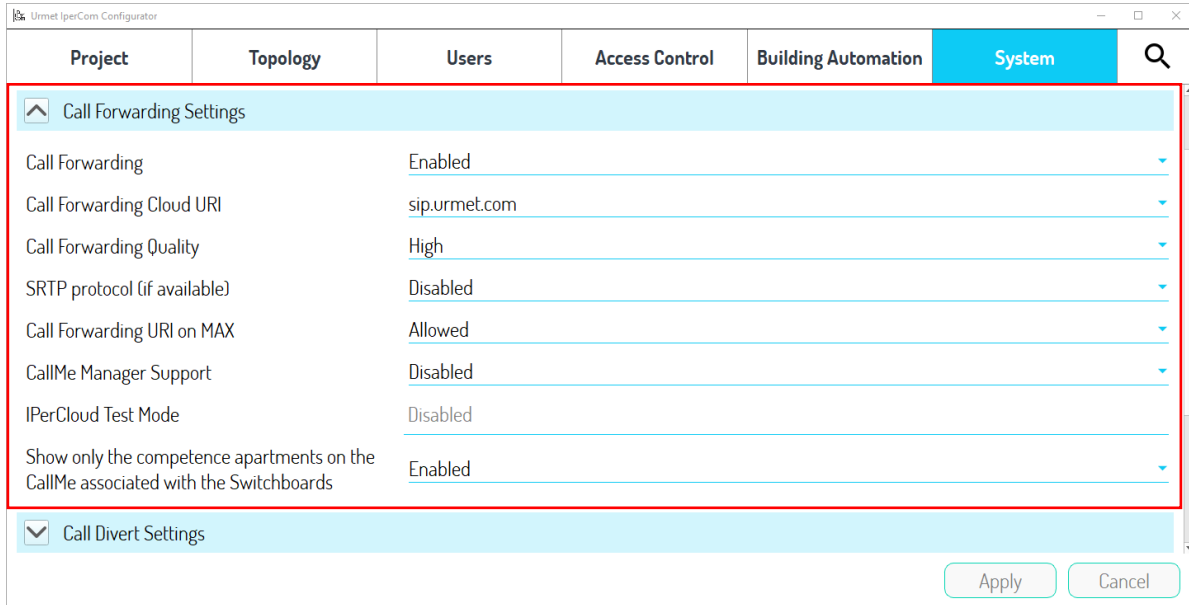 Urmet IperCom Configurator
Project Topology Users Access Control Building Automation System
Call Forwarding Settings
Call Forwarding Enabled
Call Forwarding Cloud URI sip.urmet.com
Call Forwarding Quality High
SRTP protocol (if available) Disabled
Call Forwarding URI on MAX Allowed
CallMe Manager Support Disabled
IPerCloud Test Mode Disabled
Show only the competence apartments on the
CallMe associated with the Switchboards Enabled
Call Divert Settings
Apply Cancel